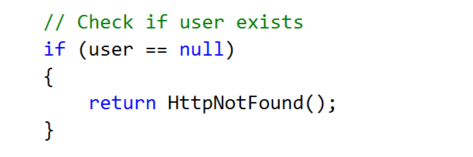 // Check if user exists
if (user == null)
{
    return HttpNotFound();
}